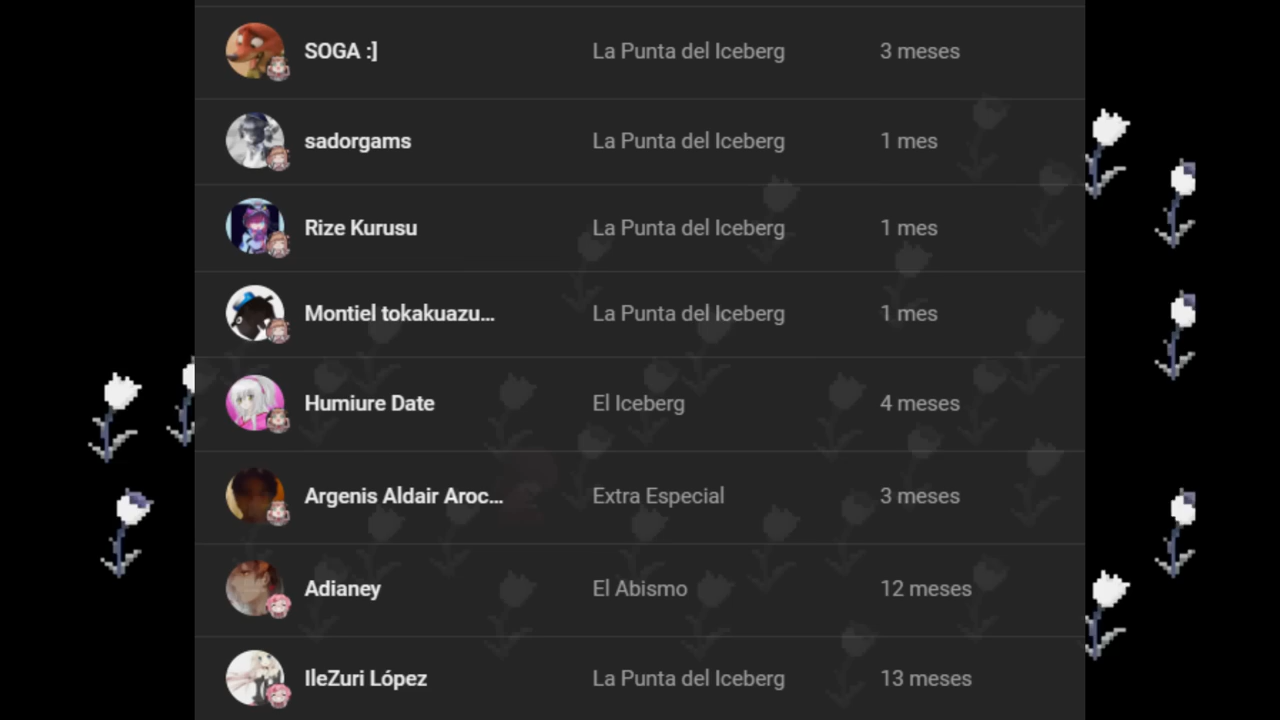 SOGA :] La Punta del Iceberg 3 meses
sadorgams La Punta del Iceberg 1 mes
Rize Kurusu La Punta del Iceberg 1 mes
Montiel tokakuazu... La Punta del Iceberg 1 mes
Humiure Date El Iceberg 4 meses
Argenis Aldair Aroc... Extra Especial 3 meses
Adianey El Abismo 12 meses
IleZuri López La Punta del Iceberg 13 meses